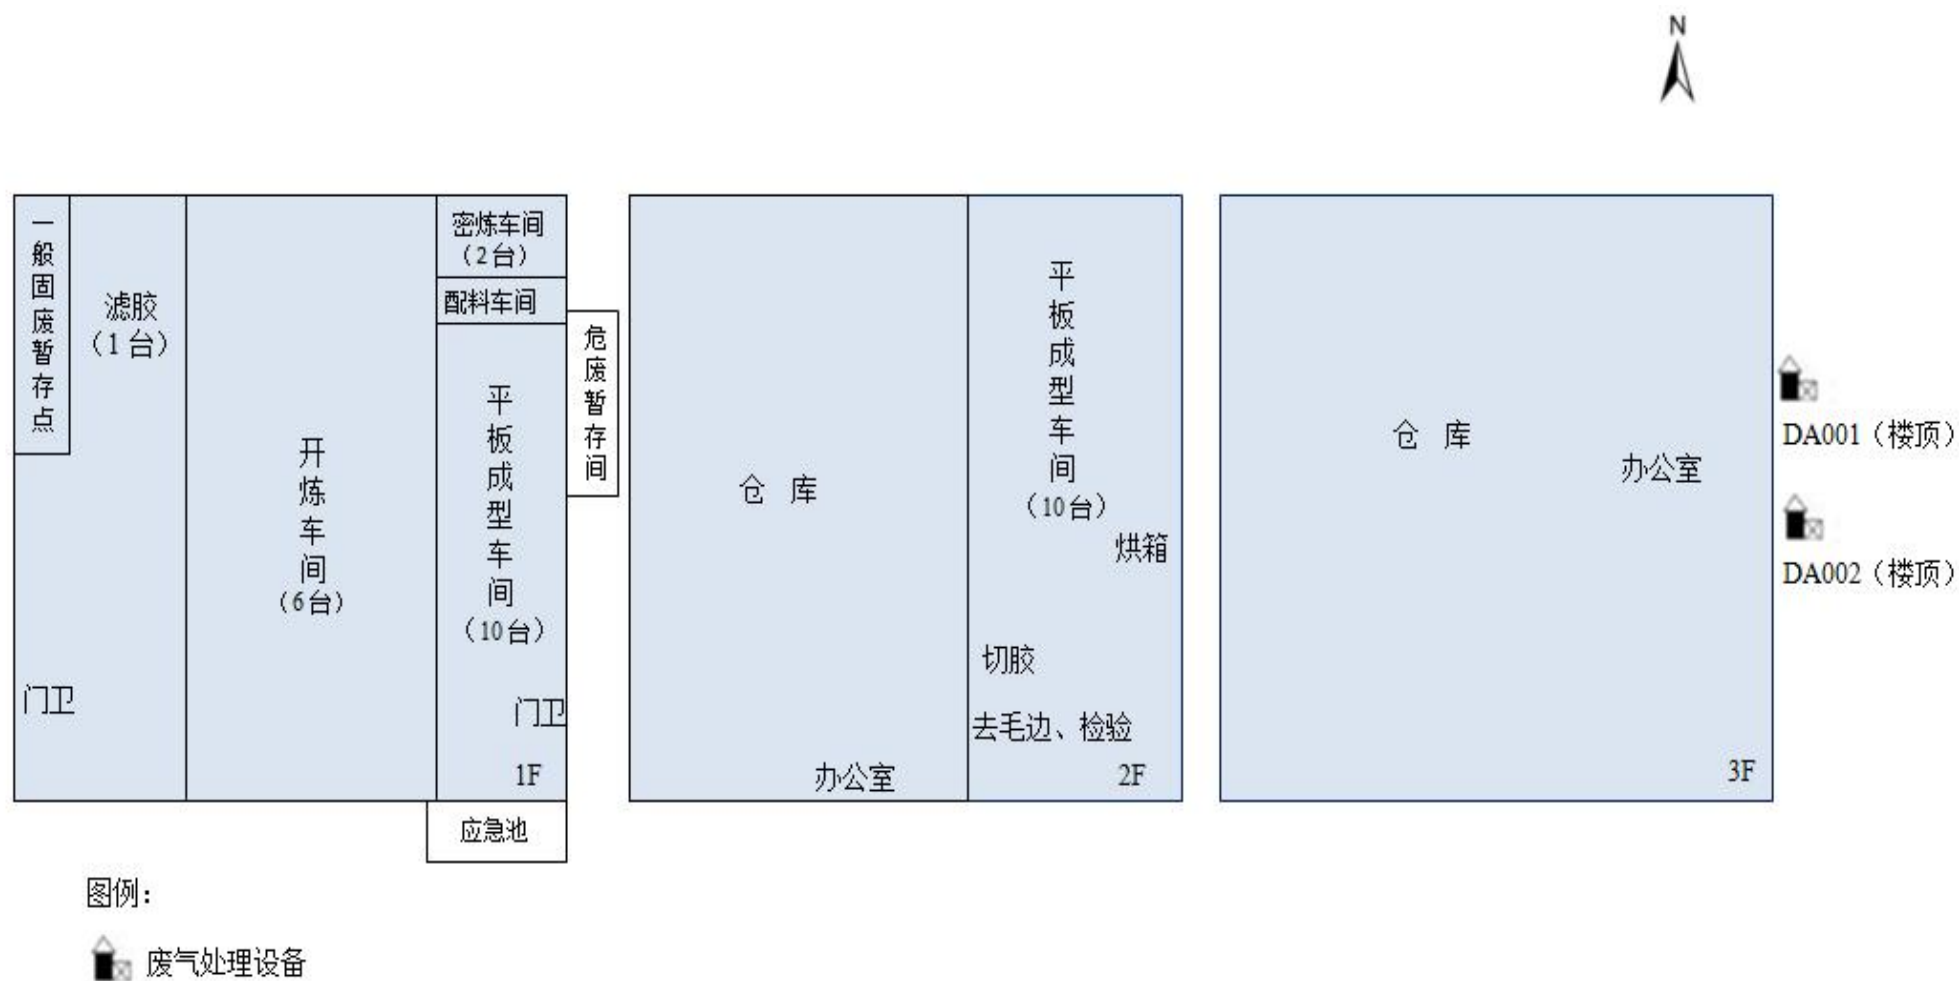 N
一般固废暂存点
滤胶
（1 台）
门卫
开炼车间
（6台）
密炼车间
（2台）
配料车间
平板成型车间
（10台）
门卫
1F
危废暂存间
应急池
仓 库
办公室
平板成型车间
（10台）
烘箱
切胶
去毛边、检验
2F
仓 库
办公室
3F
DA001（楼顶）
DA002（楼顶）
图例：
废气处理设备